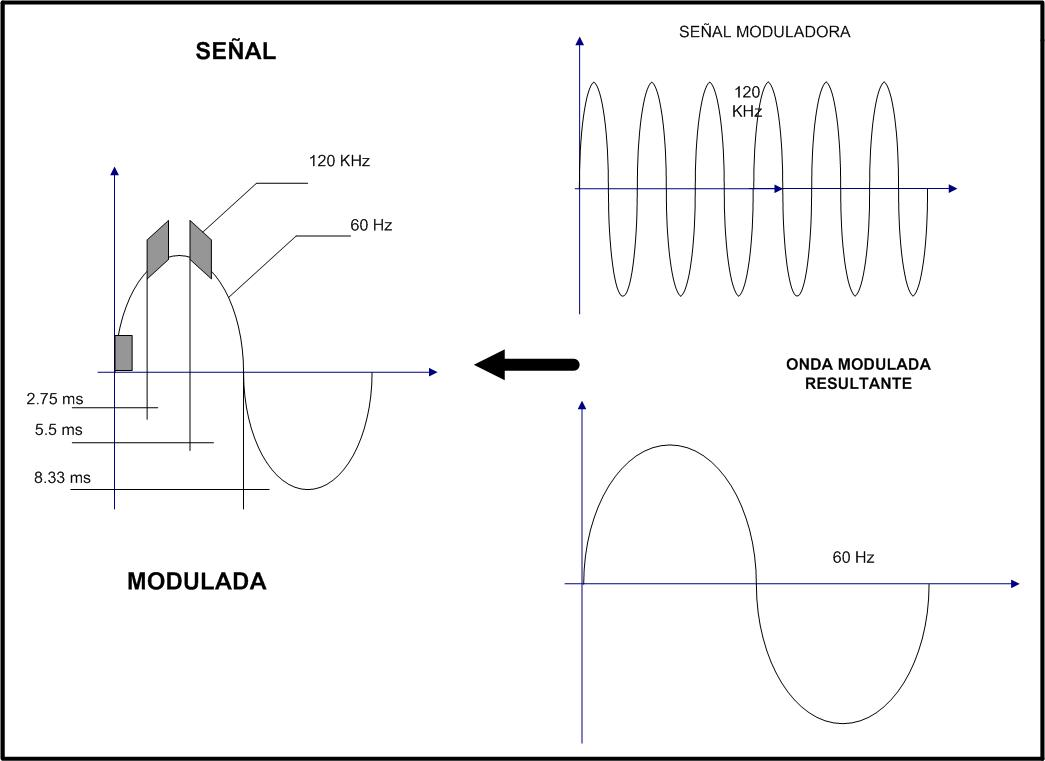 SEÑAL
120 KHz
60 Hz
2.75 ms
5.5 ms
8.33 ms
MODULADA
SEÑAL MODULADORA
120
KHz
ONDA MODULADA
RESULTANTE
60 Hz